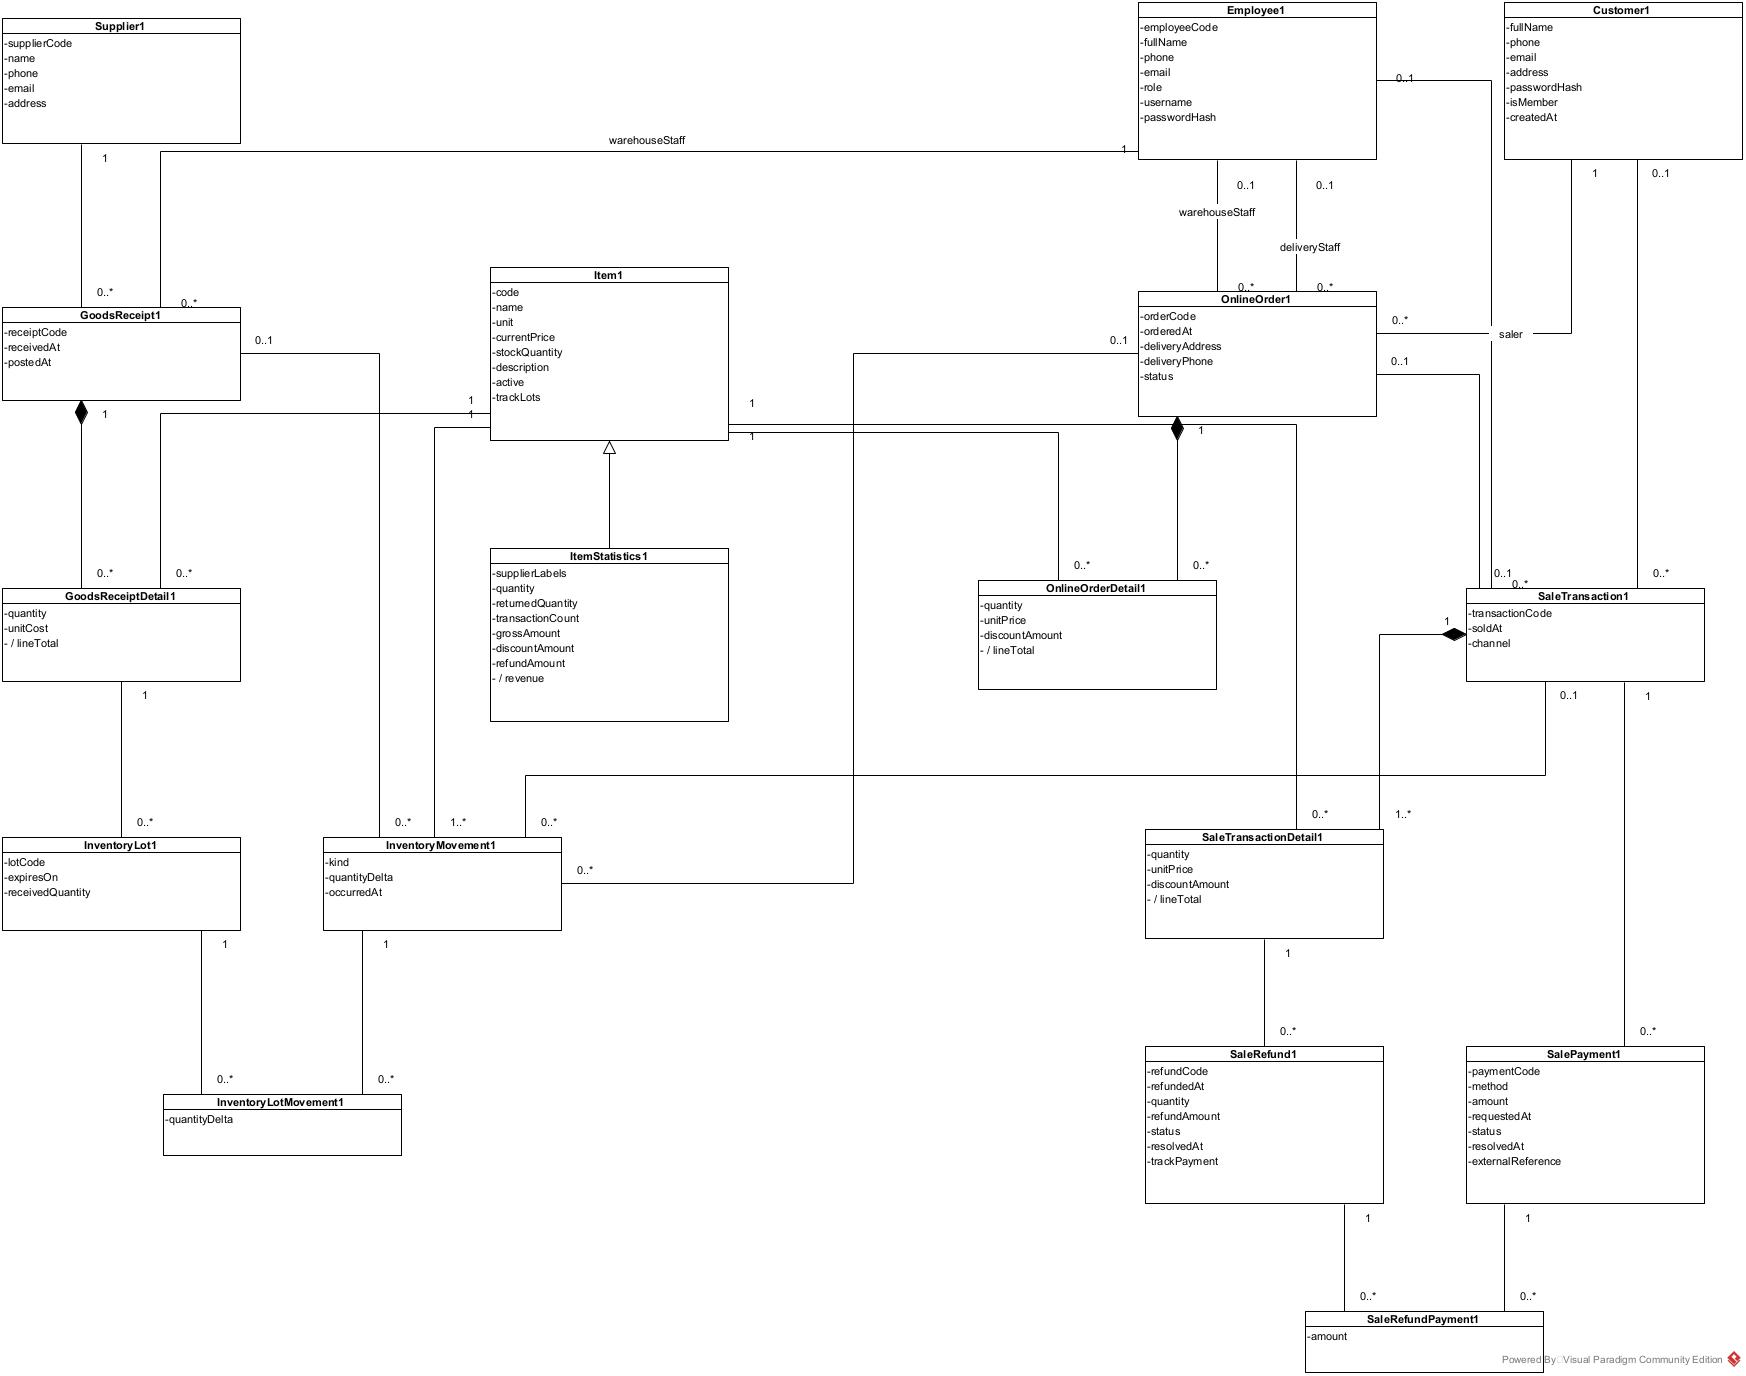 Supplier1
-supplierCode
-name
-phone
-email
-address
Employee1
-employeeCode
-fullName
-phone
-email
-role
-username
-passwordHash
Customer1
-fullName
-phone
-email
-address
-passwordHash
-isMember
-createdAt
0..1
1
warehouseStaff
1
1
0..1
0..1
0..1
warehouseStaff
deliveryStaff
0..*
0..*
0..*
0..*
GoodsReceipt1
-receiptCode
-receivedAt
-postedAt
Item1
-code
-name
-unit
-currentPrice
-stockQuantity
-description
-active
-trackLots
OnlineOrder1
-orderCode
-orderedAt
-deliveryAddress
-deliveryPhone
-status
0..*
saler
0..1
0..1
0..1
1
1
1
1
1
1
0..*
0..*
GoodsReceiptDetail1
-quantity
-unitCost
- / lineTotal
ItemStatistics1
-supplierLabels
-quantity
-returnedQuantity
-transactionCount
-grossAmount
-discountAmount
-refundAmount
- / revenue
0..*
0..*
OnlineOrderDetail1
-quantity
-unitPrice
-discountAmount
- / lineTotal
0..1
0..*
0..*
SaleTransaction1
-transactionCode
-soldAt
-channel
1
1
0..1
1
0..*
0..*
1..*
0..*
0..*
1..*
InventoryLot1
-lotCode
-expiresOn
-receivedQuantity
InventoryMovement1
-kind
-quantityDelta
-occurredAt
0..*
SaleTransactionDetail1
-quantity
-unitPrice
-discountAmount
- / lineTotal
1
1
1
0..*
0..*
0..*
0..*
InventoryLotMovement1
-quantityDelta
SaleRefund1
-refundCode
-refundedAt
-quantity
-refundAmount
-status
-resolvedAt
-trackPayment
SalePayment1
-paymentCode
-method
-amount
-requestedAt
-status
-resolvedAt
-externalReference
1
1
0..*
0..*
SaleRefundPayment1
-amount
Powered By Visual Paradigm Community Edition